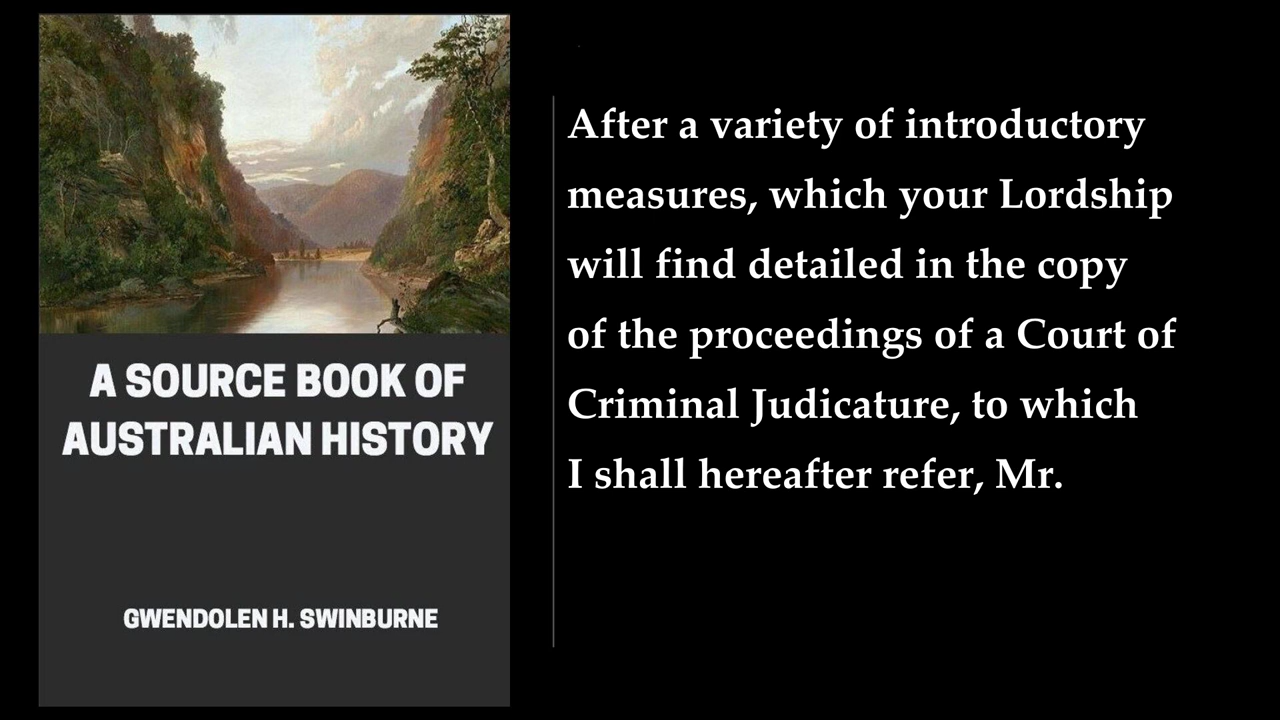 A SOURCE BOOK OF
AUSTRALIAN HISTORY
GWENDOLEN H. SWINBURNE
After a variety of introductory
measures, which your Lordship
will find detailed in the copy
of the proceedings of a Court of
Criminal Judicature, to which
I shall hereafter refer, Mr.